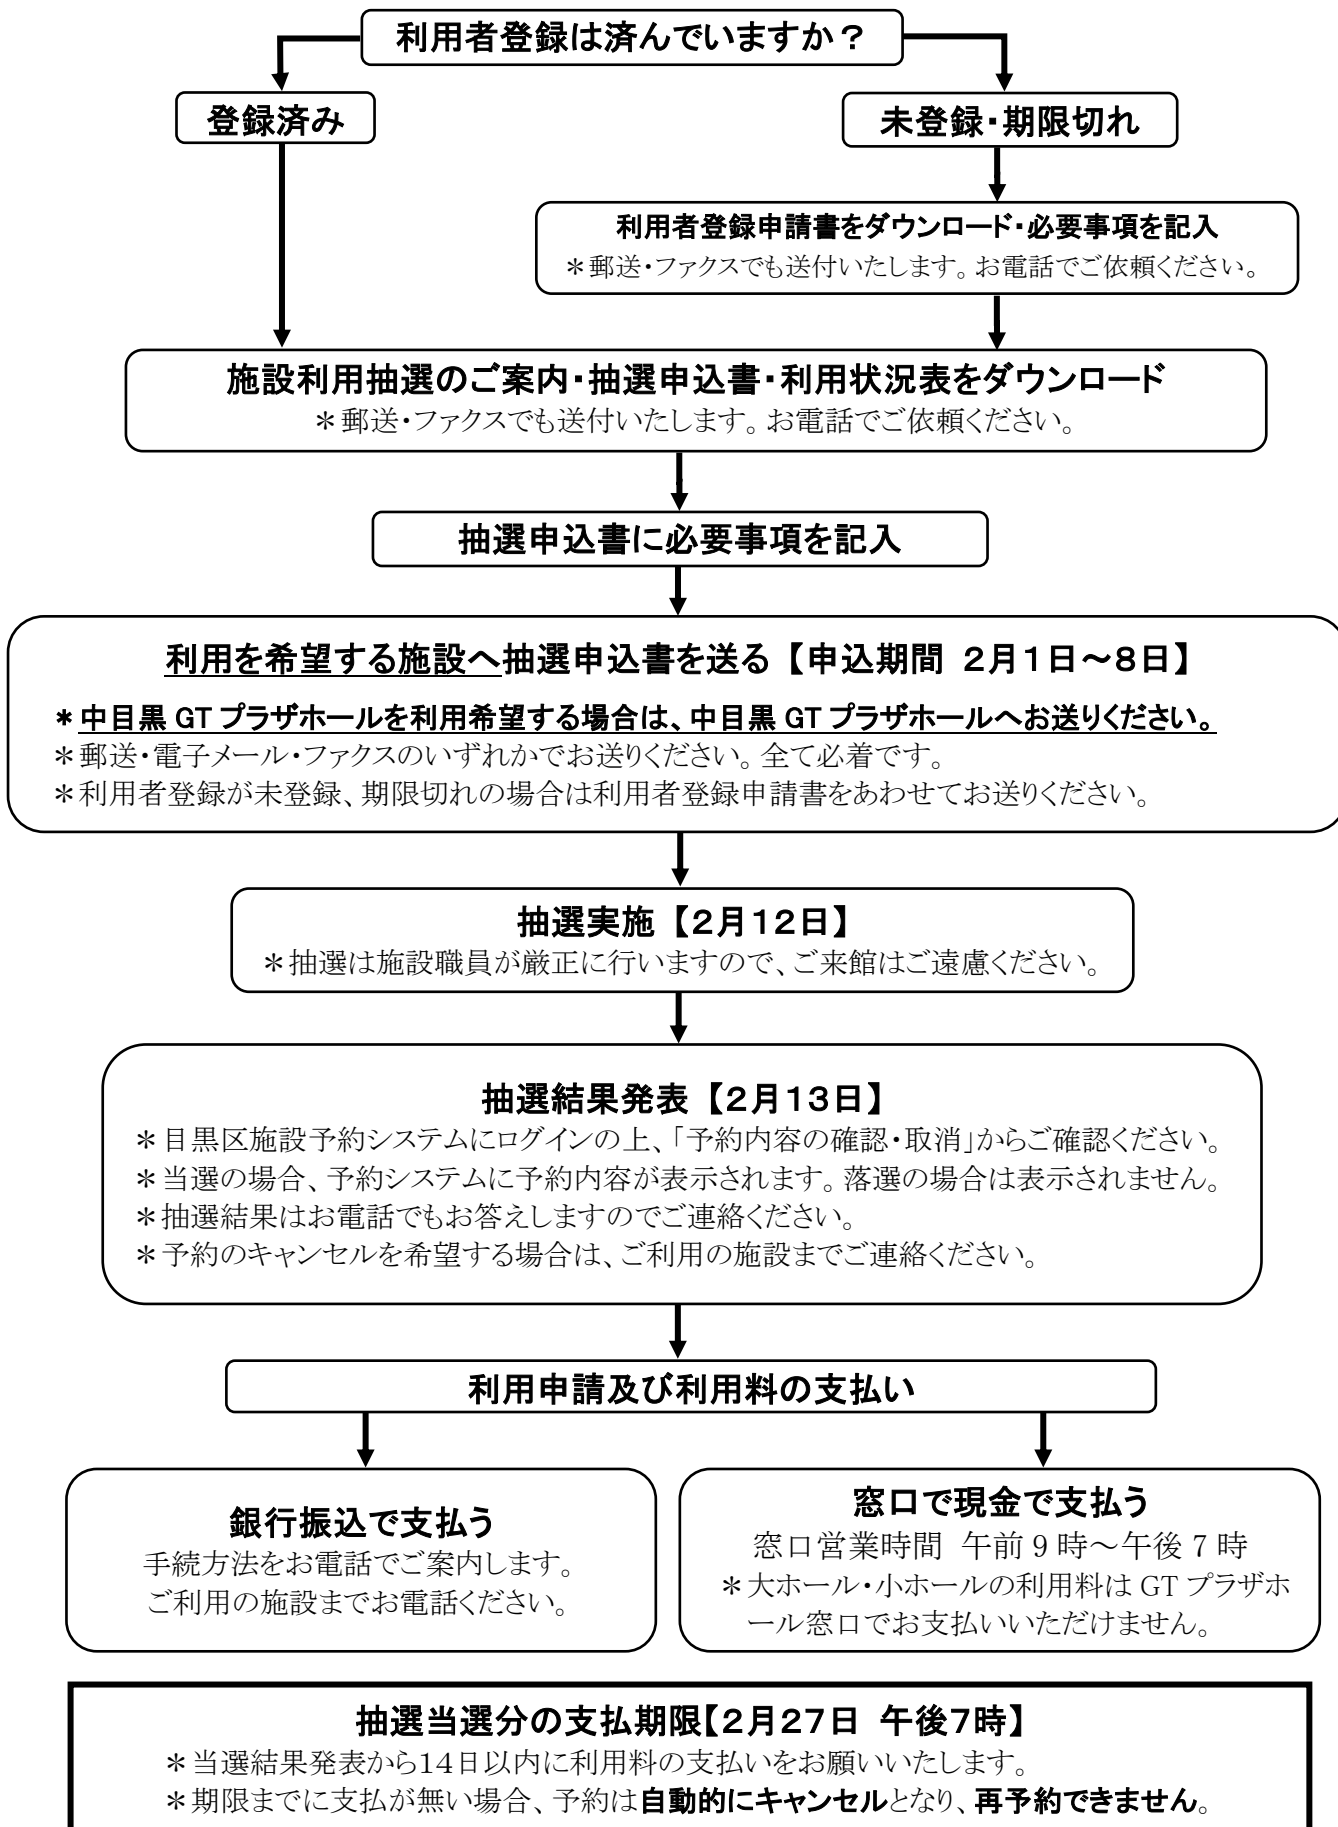 利用者登録は済んでいますか？
登録済み
未登録・期限切れ
利用者登録申請書をダウンロード・必要事項を記入
＊郵送・ファクスでも送付いたします。お電話でご依頼ください。
施設利用抽選のご案内・抽選申込書・利用状況表をダウンロード
＊郵送・ファクスでも送付いたします。お電話でご依頼ください。
抽選申込書に必要事項を記入
利用を希望する施設へ抽選申込書を送る【申込期間 2月1日～8日】
＊中目黒 GT プラザホールを利用希望する場合は、中目黒 GT プラザホールへお送りください。
＊郵送・電子メール・ファクスのいずれかでお送りください。全て必着です。
＊利用者登録が未登録、期限切れの場合は利用者登録申請書をあわせてお送りください。
抽選実施【2月12日】
＊抽選は施設職員が厳正に行いますので、ご来館はご遠慮ください。
抽選結果発表【2月13日】
＊目黒区施設予約システムにログインの上、「予約内容の確認・取消」からご確認ください。
＊当選の場合、予約システムに予約内容が表示されます。落選の場合は表示されません。
＊抽選結果はお電話でもお答えしますのでご連絡ください。
＊予約のキャンセルを希望する場合は、ご利用の施設までご連絡ください。
利用申請及び利用料の支払い
銀行振込で支払う
手続方法をお電話でご案内します。
ご利用の施設までお電話ください。
窓口で現金で支払う
窓口営業時間 午前 9 時～午後 7 時
＊大ホール・小ホールの利用料は GT プラザホ
ール窓口でお支払いいただけません。
抽選当選分の支払期限【2月27日 午後7時】
＊当選結果発表から14日以内に利用料の支払いをお願いいたします。
＊期限までに支払が無い場合、予約は自動的にキャンセルとなり、再予約できません。